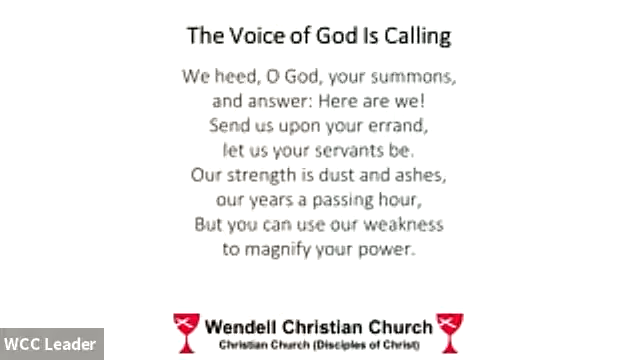 The Voice of God Is Calling
We heed, O God, your summons,
and answer: Here are we!
Send us upon your errand,
let us your servants be.
Our strength is dust and ashes,
our years a passing hour,
But you can use our weakness
to magnify your power.
Wendell Christian Church
Christian Church (Disciples of Christ)
WCC Leader